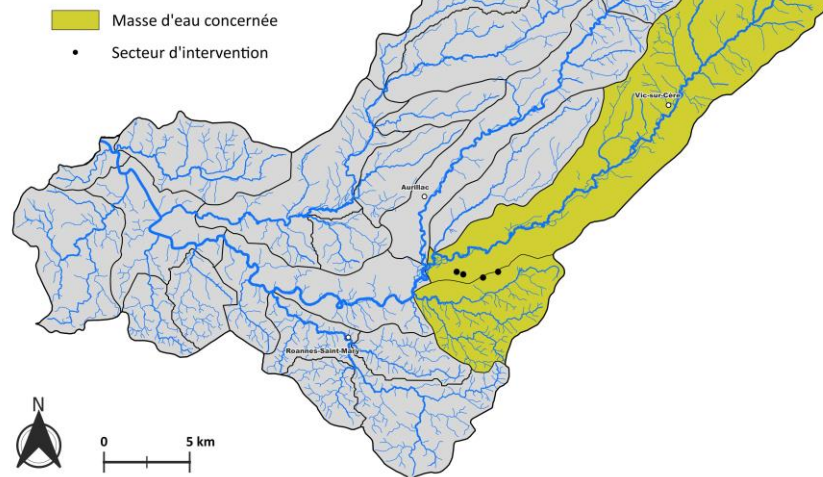 Masse d'eau concernée
Secteur d'intervention
Vic-sur-Cère
Aurillac
Roannes-Saint-Mary
N
0 5 km